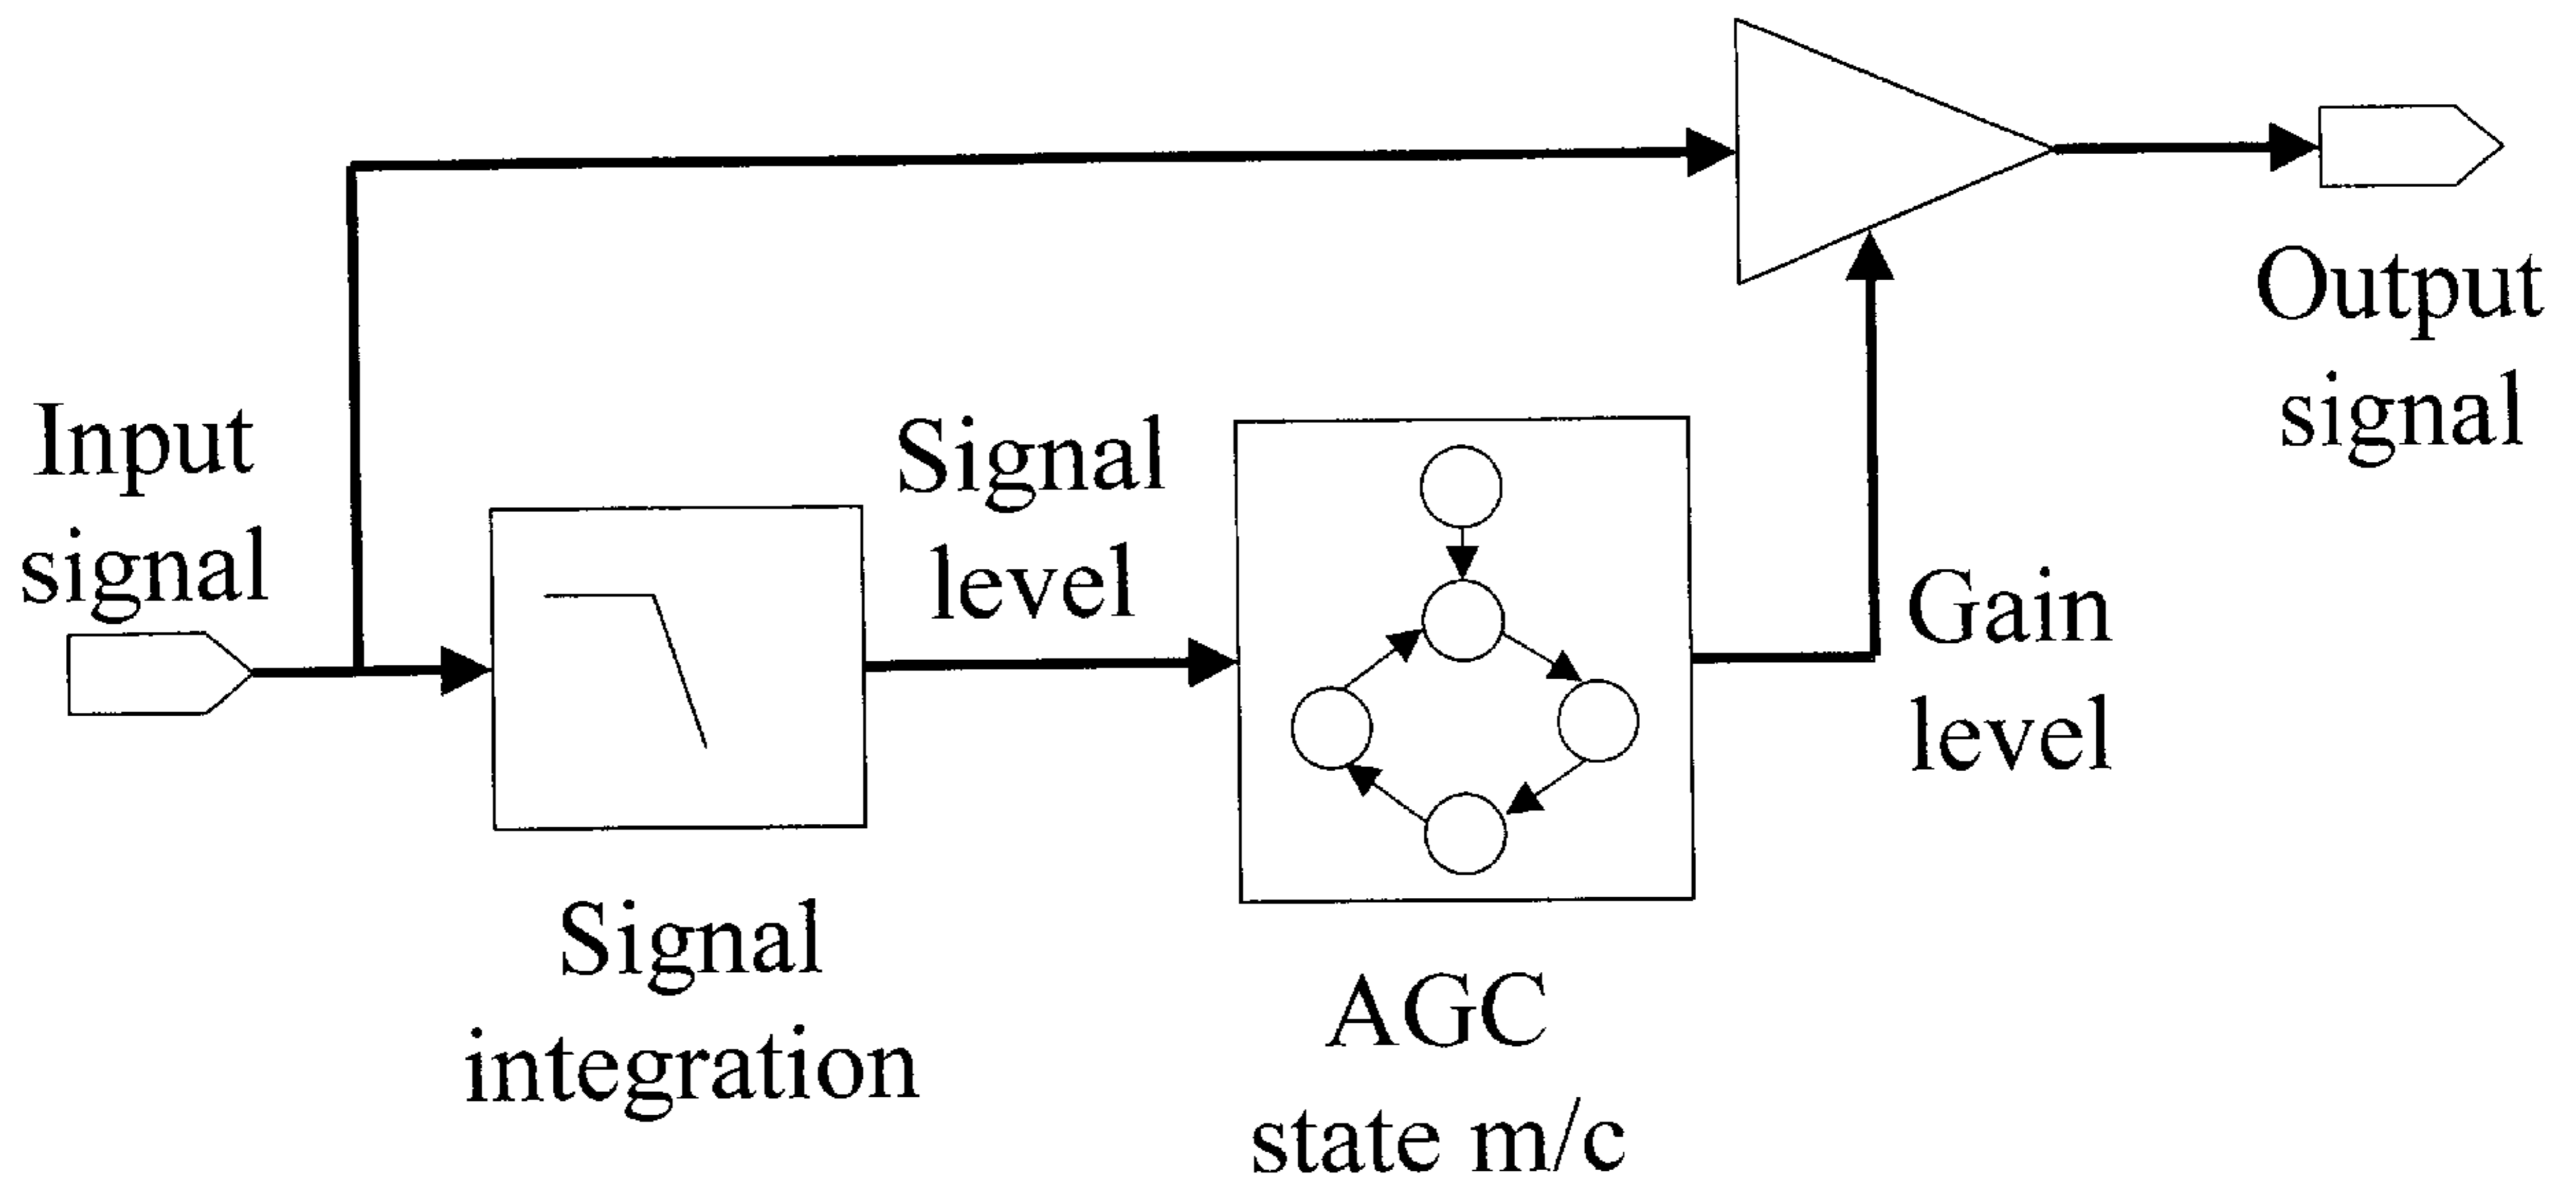 Input
signal
Signal
integration
Signal
level
AGC
state m/c
Gain
level
Output
signal